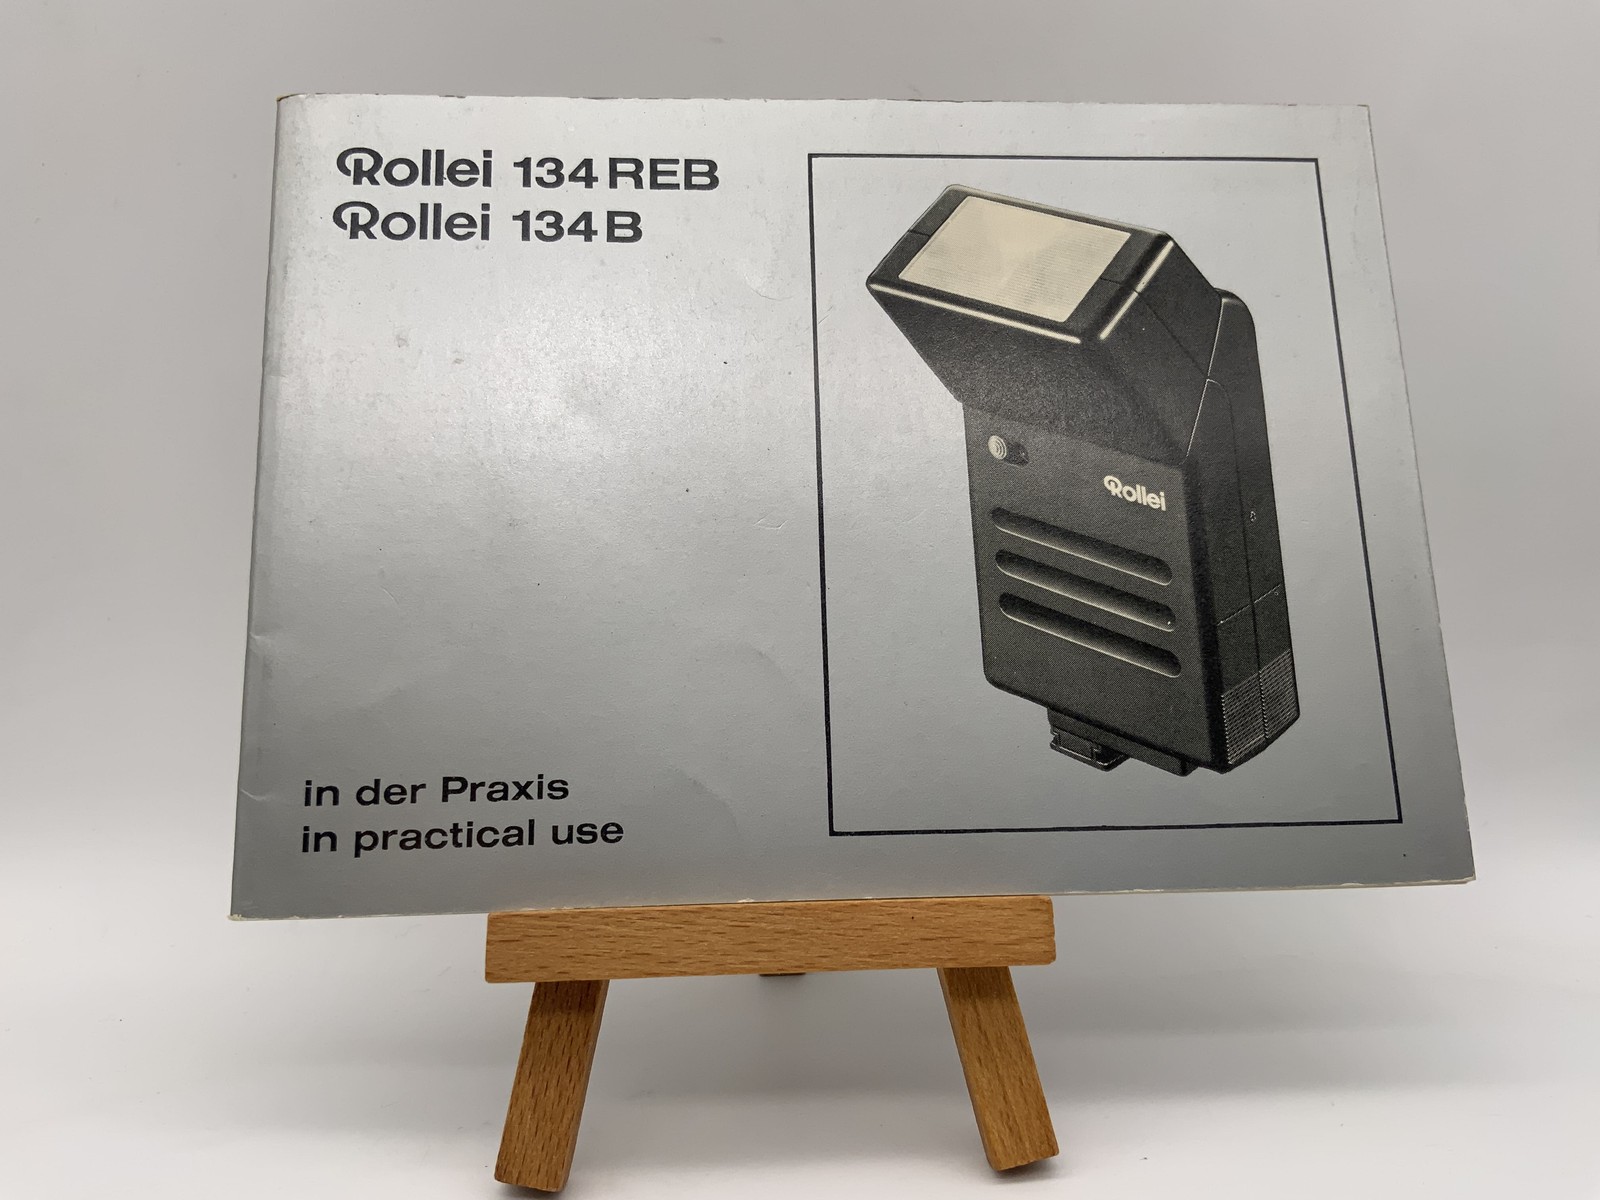 Rollei 134 REB
Rollei 134 B
Rollei
in der Praxis
in practical use